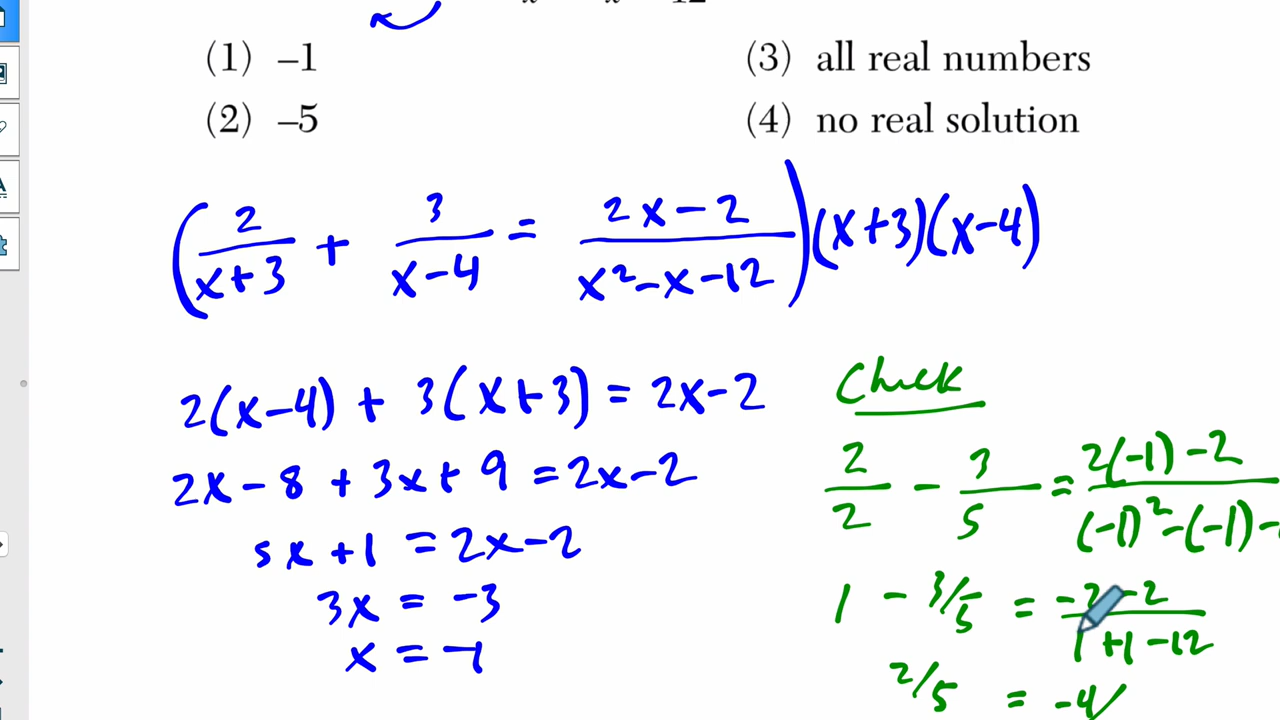 (1) –1
(3) all real numbers
(2) –5
(4) no real solution
(2/(x+3) + 3/(x-4) = (2x-2)/(x²-x-12))(x+3)(x-4)
2(x-4) + 3(x+3) = 2x-2
2x-8+3x+9=2x-2
5x+1=2x-2
3x = -3
x = -1
Check
2/2 - 3/5 = (2(-1)-2)/((-1)²-(-1)-
1 - 3/5 = (-2-2)/(1+1-12)
2/5 = -4/